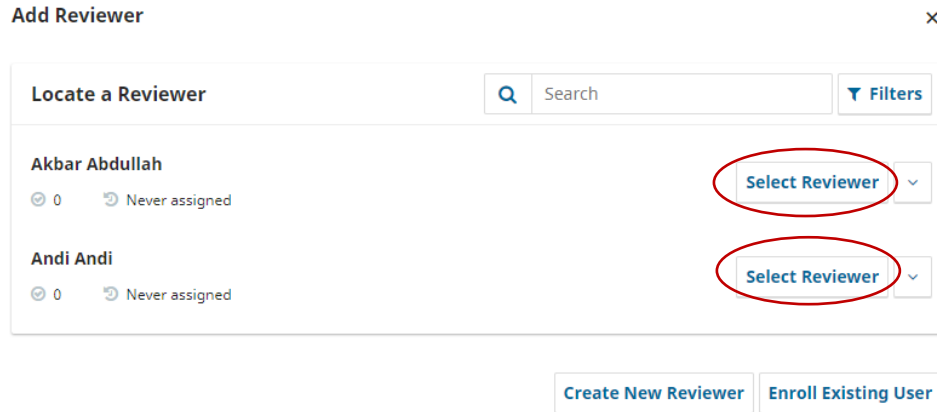 Add Reviewer
Locate a Reviewer Search Filters
Akbar Abdullah
Select Reviewer
0 Never assigned
Andi Andi
Select Reviewer
0 Never assigned
Create New Reviewer Enroll Existing User